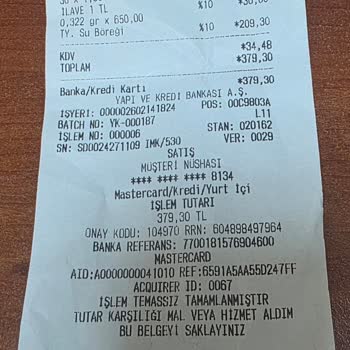 İLAVE 1 TL %10
0,322 gr x 650,00
TY. Su Böreği %10 *209,30
KDV *34,48
TOPLAM *379,30
Banka/Kredi Kartı *379,30
YAPI VE KREDİ BANKASI A.Ş.
İŞYERİ: 000002602141824 POS: 00C9803A
BATCH NO: YK-000187 L11
İŞLEM NO: 000006 STAN: 020162
SN: SD0024271109 IMK/530 VER: 0029
SATIŞ
MÜŞTERİ NÜSHASI
**** **** **** 8134
Mastercard/Kredi/Yurt İçi
İŞLEM TUTARI
379,30 TL
ONAY KODU: 104970 RRN: 604898497964
BANKA REFERANS: 7700181576904600
MASTERCARD
AID:A0000000041010 REF:6591A5AA55D247FF
ACQUIRER ID: 0067
İŞLEM TEMASSIZ TAMAMLANMIŞTIR
TUTAR KARŞILIĞI MAL VEYA HİZMET ALDIM
BU BELGEYİ SAKLAYINIZ